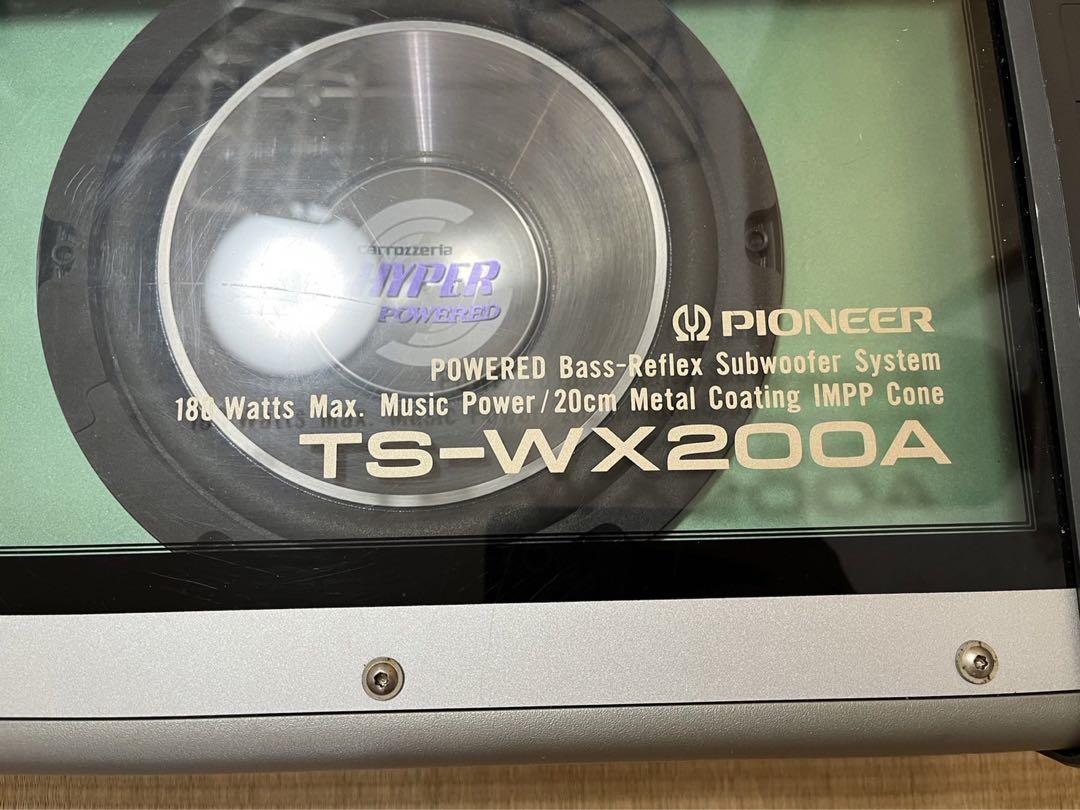 carrozzeria
HYPER
POWERED
PIONEER
POWERED Bass-Reflex Subwoofer System
180 Watts Max. Music Power/20cm Metal Coating IMPP Cone
TS-WX200A